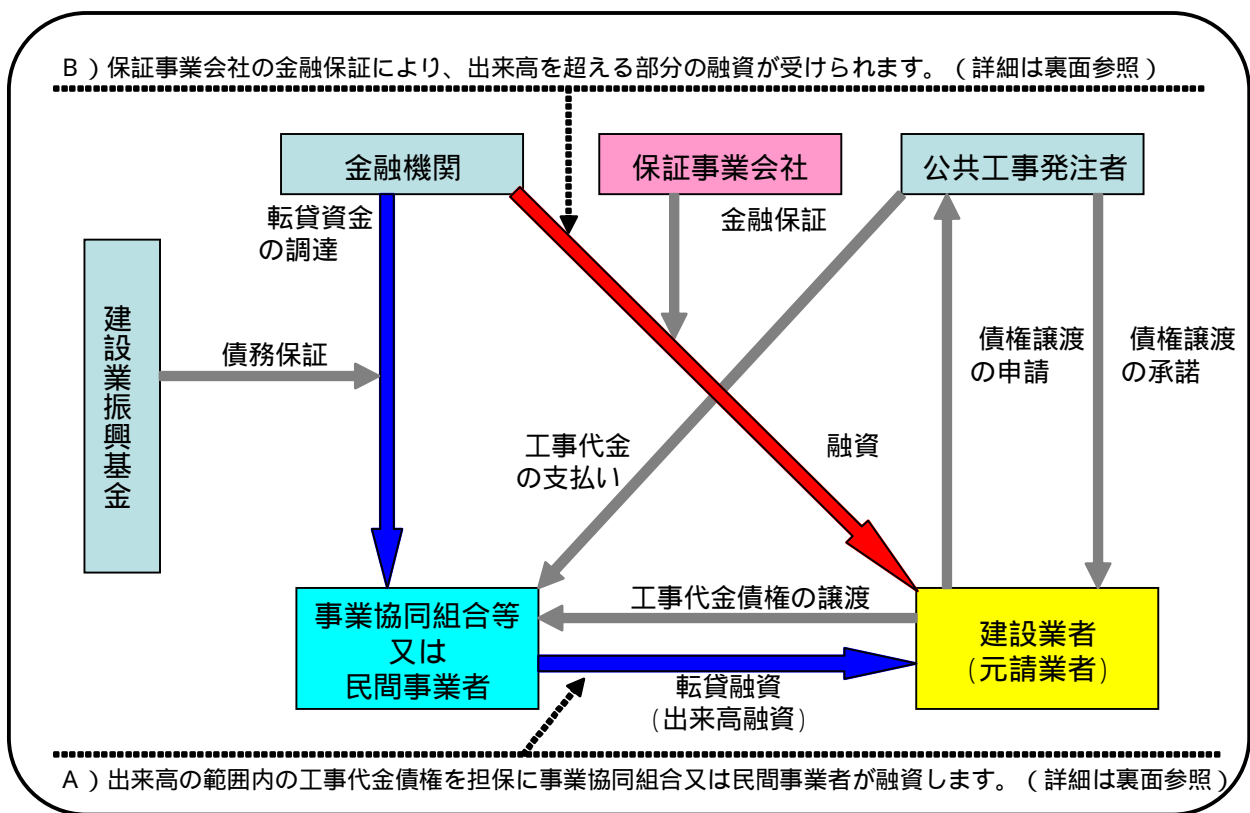 Ｂ）保証事業会社の金融保証により、出来高を超える部分の融資が受けられます。（詳細は裏面参照）
金融機関
保証事業会社
公共工事発注者
転貸資金
の調達
金融保証
建設業振興基金
債務保証
債権譲渡
の申請
債権譲渡
の承諾
工事代金
の支払い
融資
事業協同組合等
又は
民間事業者
工事代金債権の譲渡
建設業者
（元請業者）
転貸融資
（出来高融資）
Ａ）出来高の範囲内の工事代金債権を担保に事業協同組合又は民間事業者が融資します。（詳細は裏面参照）